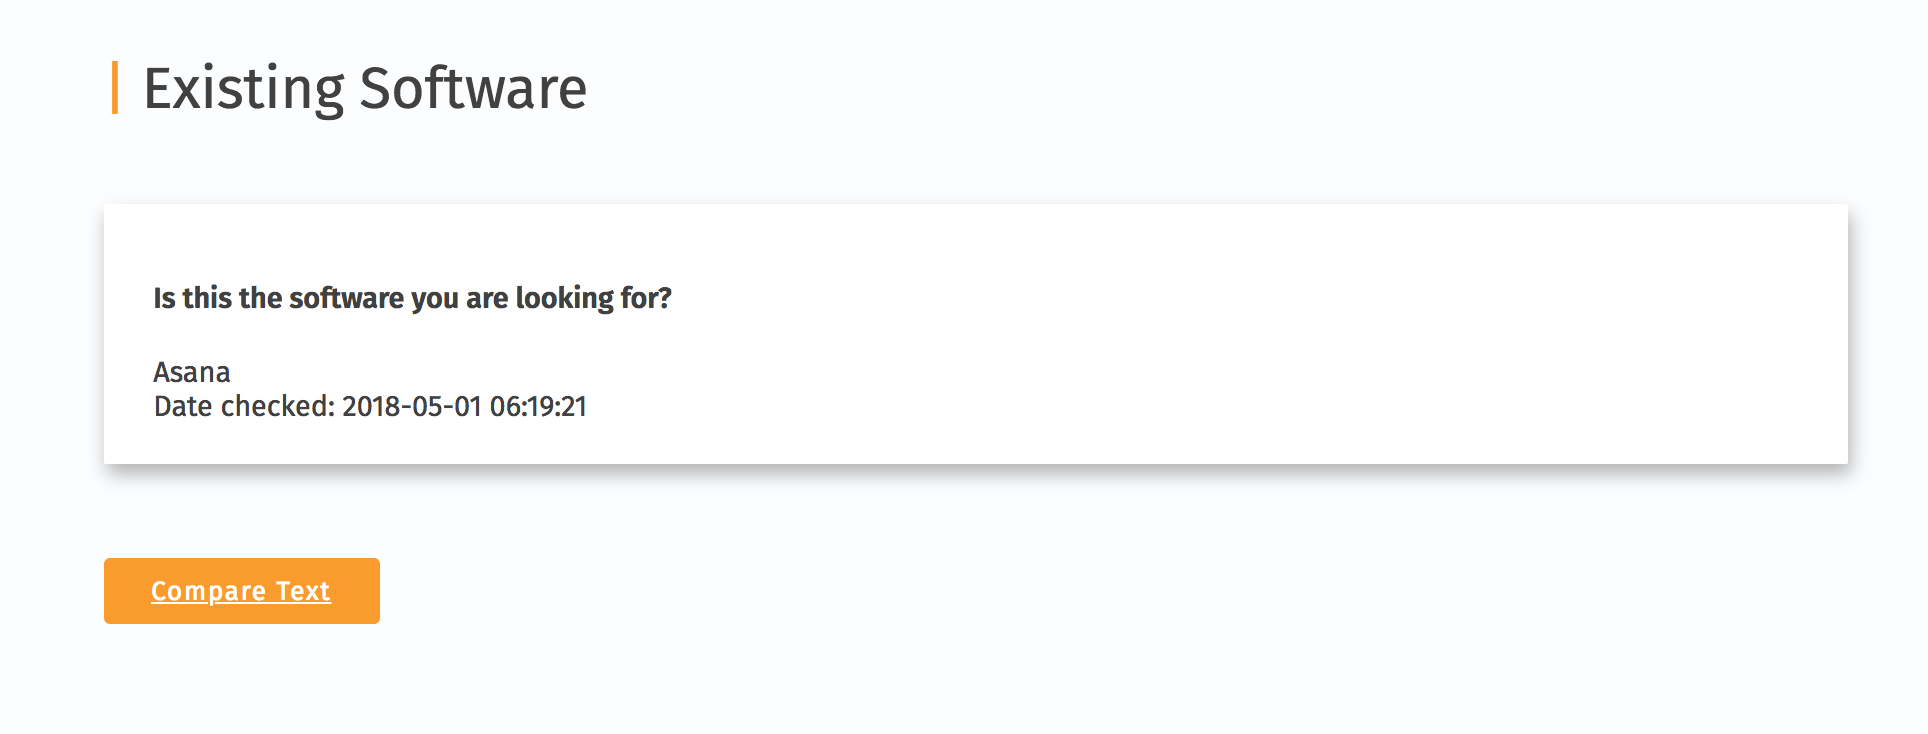 Existing Software
Is this the software you are looking for?
Asana
Date checked: 2018-05-01 06:19:21
Compare Text